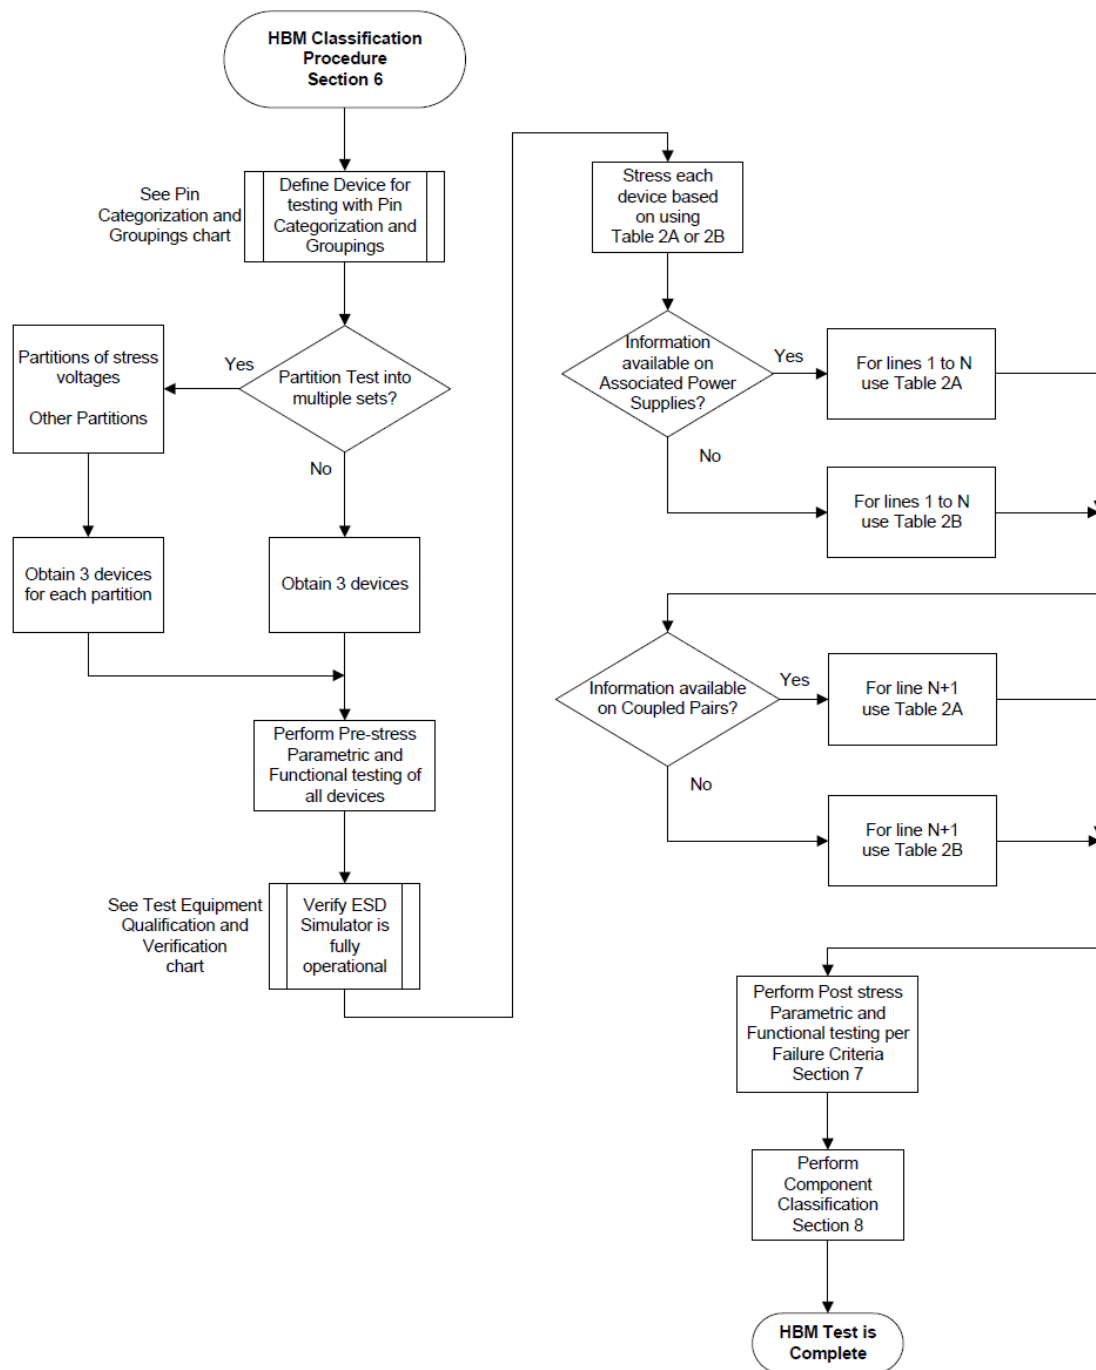 HBM Classification
Procedure
Section 6
See Pin
Categorization and
Groupings chart
Define Device for
testing with Pin
Categorization and
Groupings
Partition Test into
multiple sets?
Yes
No
Partitions of stress
voltages
Other Partitions
Obtain 3 devices
for each partition
Obtain 3 devices
Perform Pre-stress
Parametric and
Functional testing of
all devices
See Test Equipment
Qualification and
Verification
chart
Verify ESD
Simulator is
fully
operational
Stress each
device based
on using
Table 2A or 2B
Information
available on
Associated Power
Supplies?
Yes
For lines 1 to N
use Table 2A
No
For lines 1 to N
use Table 2B
Information available
on Coupled Pairs?
Yes
For line N+1
use Table 2A
No
For line N+1
use Table 2B
Perform Post stress
Parametric and
Functional testing per
Failure Criteria
Section 7
Perform
Component
Classification
Section 8
HBM Test is
Complete